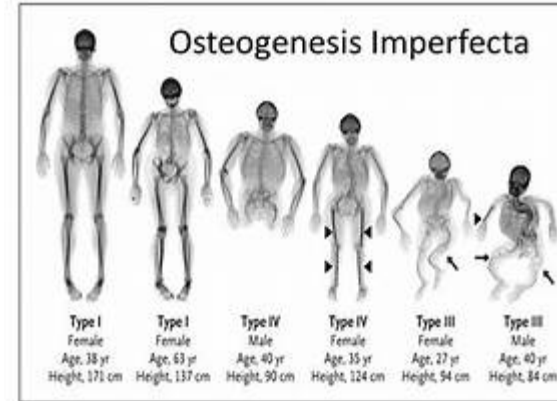 Osteogenesis Imperfecta
Type I
Female
Age, 38 yr
Height, 171 cm
Type I
Female
Age, 63 yr
Height, 137 cm
Type IV
Male
Age, 40 yr
Height, 90 cm
Type IV
Female
Age, 35 yr
Height, 124 cm
Type III
Female
Age, 27 yr
Height, 94 cm
Type III
Male
Age, 40 yr
Height, 84 cm